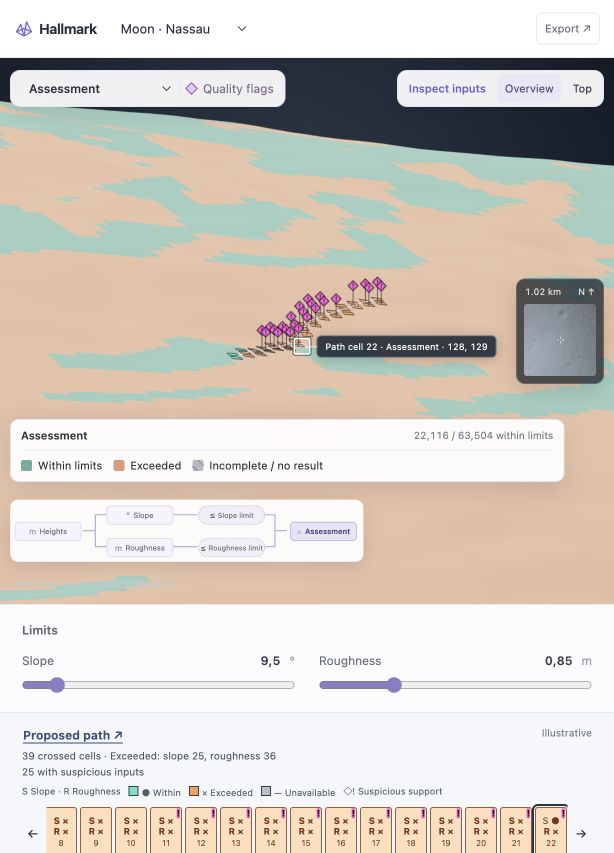 Hallmark
Moon · Nassau
Export ↗
Assessment
Quality flags
Inspect inputs
Overview
Top
1.02 km N ↑
Path cell 22 · Assessment · 128, 129
Assessment
22,116 / 63,504 within limits
Within limits
Exceeded
Incomplete / no result
m Heights
° Slope
≤ Slope limit
m Roughness
≤ Roughness limit
∧ Assessment
Limits
Slope 9,5 °
Roughness 0,85 m
Proposed path ↗
Illustrative
39 crossed cells · Exceeded: slope 25, roughness 36
25 with suspicious inputs
S Slope · R Roughness ● Within × Exceeded — Unavailable ◇! Suspicious support
S × S × S × S × S × S × S × S × S × S × S × S × S × S × S ●
← R × R × R × R × R × R × R × R × R × R × R × R × R × R × R × →
8 9 10 11 12 13 14 15 16 17 18 19 20 21 22